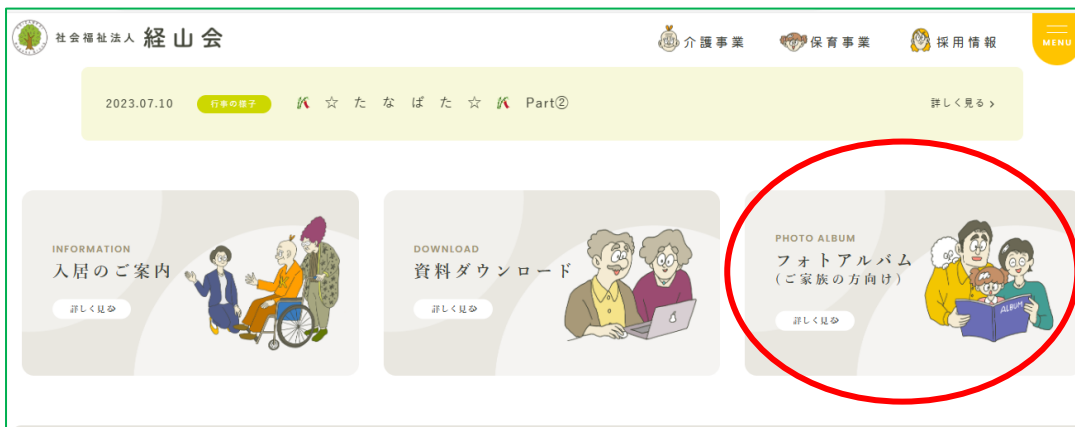 社会福祉法人 経山会
介護事業
保育事業
採用情報
MENU
2023.07.10 行事の様子 ☆ た な ば た ☆ Part②
詳しく見る
INFORMATION
入居のご案内
詳しく見る
DOWNLOAD
資料ダウンロード
詳しく見る
PHOTO ALBUM
フォトアルバム
(ご家族の方向け)
詳しく見る
ALBUM